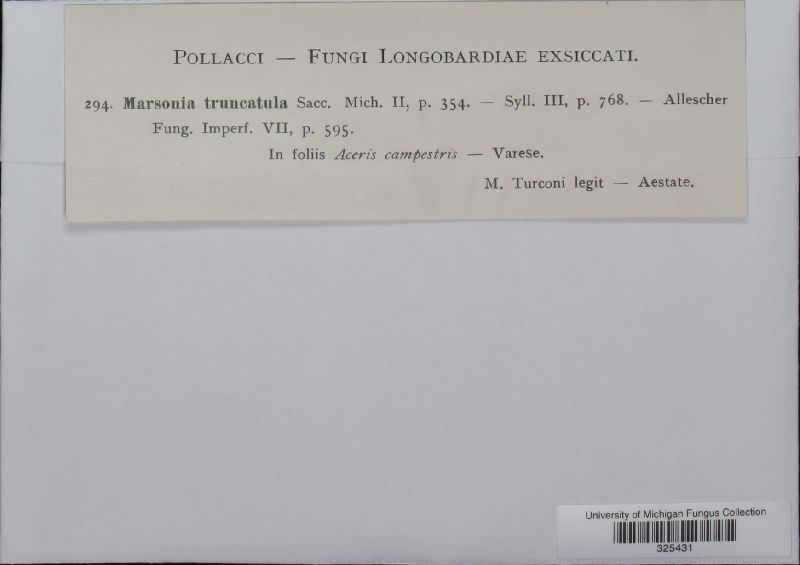 POLLACCI — FUNGI LONGOBARDIAE EXSICCATI.
294. Marsonia truncatula Sacc. Mich. II, p. 354. — Syll. III, p. 768. — Allescher
Fung. Imperf. VII, p. 595.
In foliis Aceris campestris — Varese.
M. Turconi legit — Aestate.
University of Michigan Fungus Collection
325431